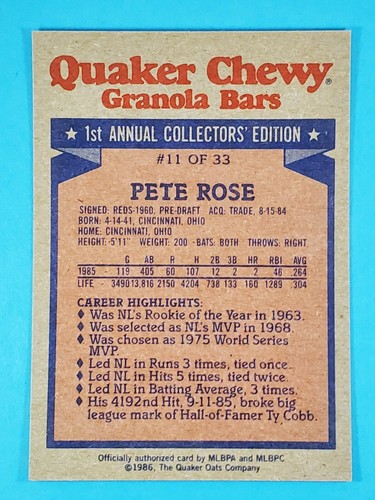 Quaker Chewy®
Granola Bars
★ 1st ANNUAL COLLECTORS' EDITION ★
#11 OF 33
PETE ROSE
SIGNED: REDS-1960, PRE-DRAFT ACQ: TRADE, 8-15-84
BORN: 4-14-41, CINCINNATI, OHIO
HOME: CINCINNATI, OHIO
HEIGHT: 5'11" WEIGHT: 200 BATS: BOTH THROWS: RIGHT
G AB R H 2B 3B HR RBI AVG
1985 - 119 405 60 107 12 2 2 46 264
LIFE - 3490 13,816 2150 4204 738 133 160 1289 .304
CAREER HIGHLIGHTS:
♦ Was NL's Rookie of the Year in 1963.
♦ Was selected as NL's MVP in 1968.
♦ Was chosen as 1975 World Series
MVP.
♦ Led NL in Runs 3 times, tied once.
♦ Led NL in Hits 5 times, tied twice.
♦ Led NL in Batting Average, 3 times.
♦ His 4192nd Hit, 9-11-85, broke big
league mark of Hall-of-Famer Ty Cobb.
Officially authorized card by MLBPA and MLBPC
©1986, The Quaker Oats Company